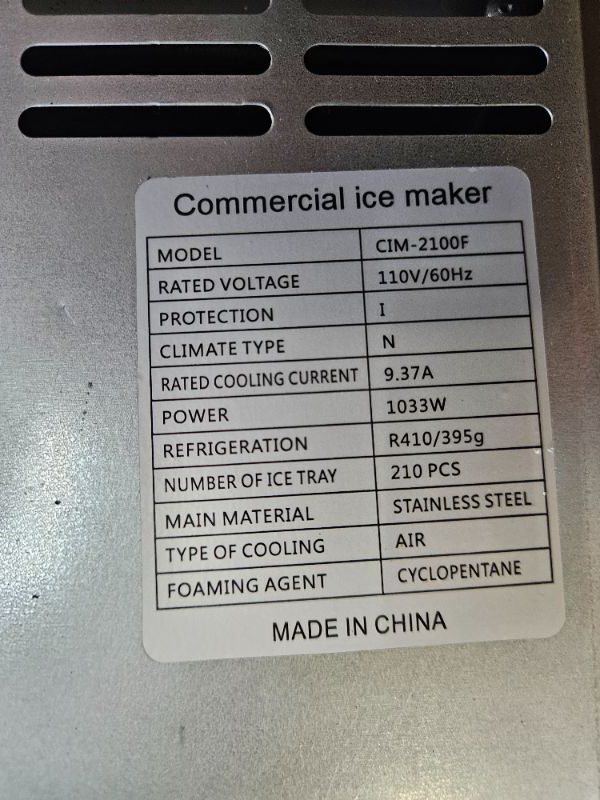 Commercial ice maker
MODEL CIM-2100F
RATED VOLTAGE 110V/60Hz
PROTECTION I
CLIMATE TYPE N
RATED COOLING CURRENT 9.37A
POWER 1033W
REFRIGERATION R410/395g
NUMBER OF ICE TRAY 210 PCS
MAIN MATERIAL STAINLESS STEEL
TYPE OF COOLING AIR
FOAMING AGENT CYCLOPENTANE
MADE IN CHINA